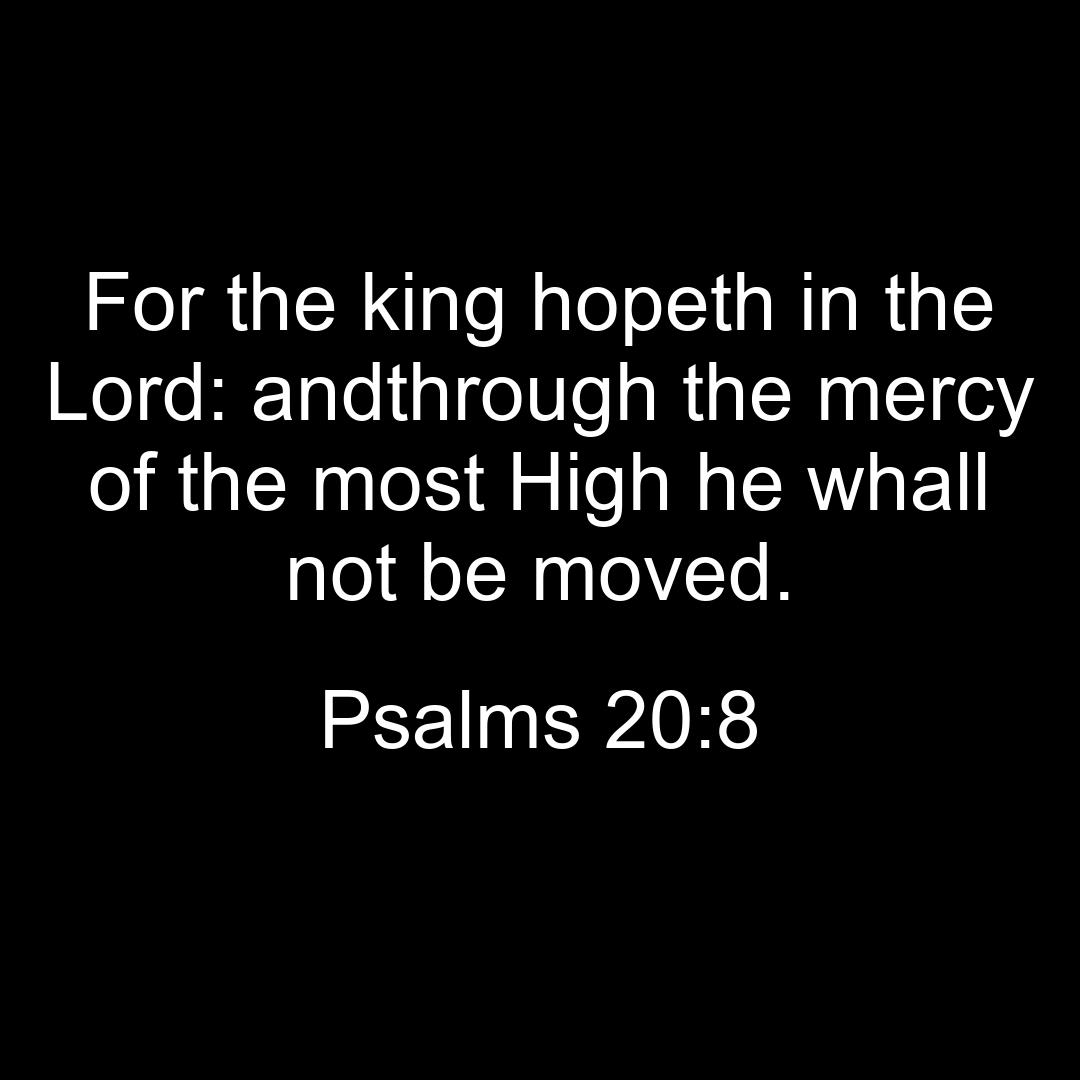 For the king hopeth in the
Lord: andthrough the mercy
of the most High he whall
not be moved.
Psalms 20:8